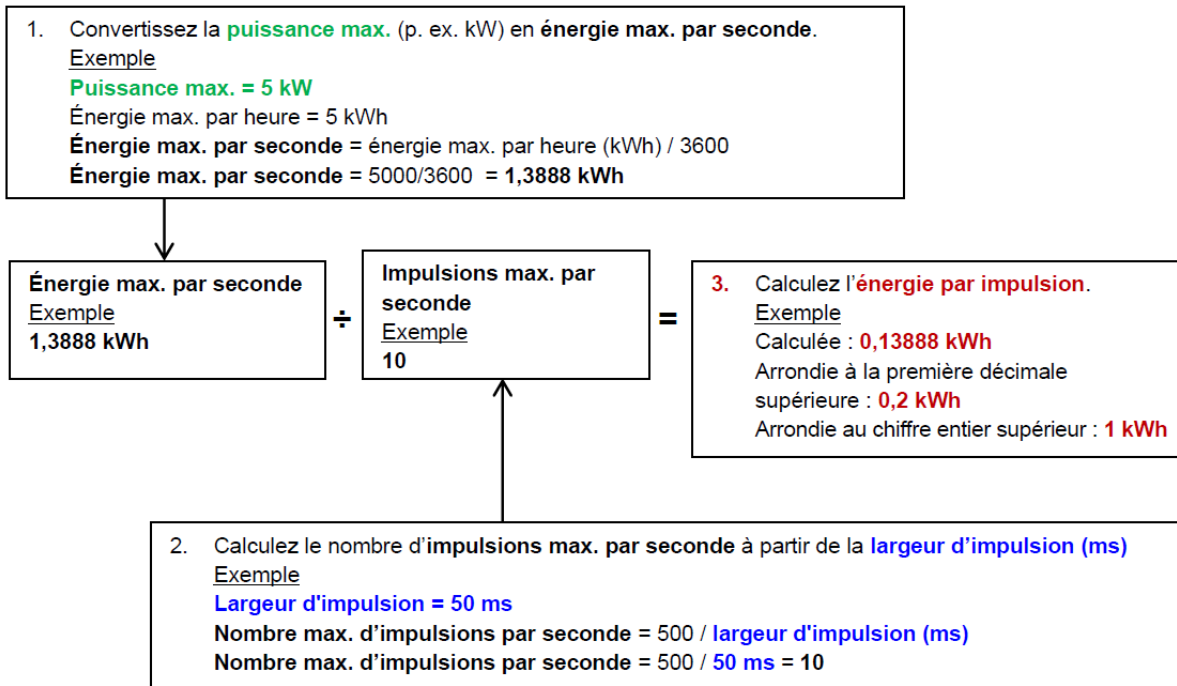 1. Convertissez la puissance max. (p. ex. kW) en énergie max. par seconde.
Exemple
Puissance max. = 5 kW
Énergie max. par heure = 5 kWh
Énergie max. par seconde = énergie max. par heure (kWh) / 3600
Énergie max. par seconde = 5000/3600 = 1,3888 kWh
Énergie max. par seconde
Exemple
1,3888 kWh
÷
Impulsions max. par
seconde
Exemple
10
=
3. Calculez l'énergie par impulsion.
Exemple
Calculée : 0,13888 kWh
Arrondie à la première décimale
supérieure : 0,2 kWh
Arrondie au chiffre entier supérieur : 1 kWh
2. Calculez le nombre d'impulsions max. par seconde à partir de la largeur d'impulsion (ms)
Exemple
Largeur d'impulsion = 50 ms
Nombre max. d'impulsions par seconde = 500 / largeur d'impulsion (ms)
Nombre max. d'impulsions par seconde = 500 / 50 ms = 10